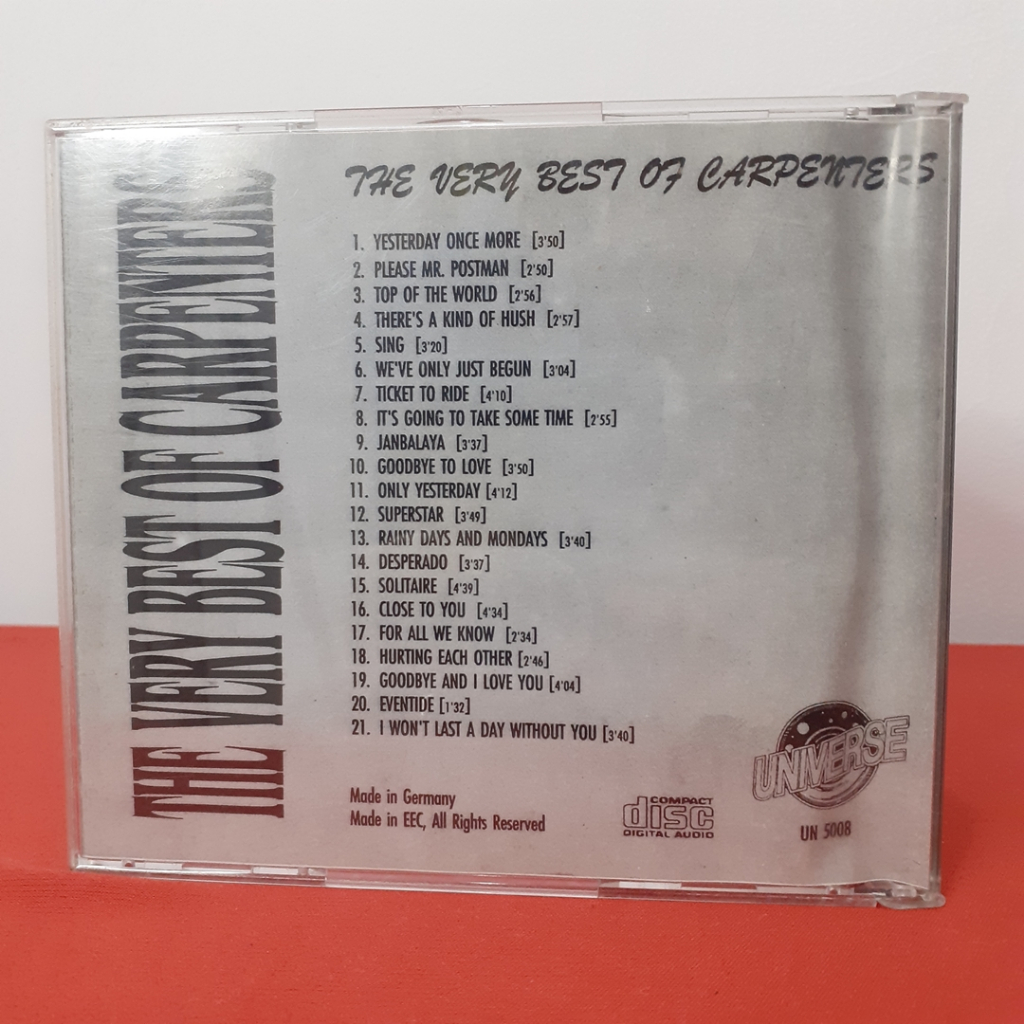 THE VERY BEST OF CARPENTERS
THE VERY BEST OF CARPENTERS
1. YESTERDAY ONCE MORE [3'50]
2. PLEASE MR. POSTMAN [2'50]
3. TOP OF THE WORLD [2'56]
4. THERE'S A KIND OF HUSH [2'57]
5. SING [3'20]
6. WE'VE ONLY JUST BEGUN [3'04]
7. TICKET TO RIDE [4'10]
8. IT'S GOING TO TAKE SOME TIME [2'55]
9. JANBALAYA [3'37]
10. GOODBYE TO LOVE [3'50]
11. ONLY YESTERDAY [4'12]
12. SUPERSTAR [3'49]
13. RAINY DAYS AND MONDAYS [3'40]
14. DESPERADO [3'37]
15. SOLITAIRE [4'39]
16. CLOSE TO YOU [4'34]
17. FOR ALL WE KNOW [2'34]
18. HURTING EACH OTHER [2'46]
19. GOODBYE AND I LOVE YOU [4'04]
20. EVENTIDE [1'32]
21. I WON'T LAST A DAY WITHOUT YOU [3'40]
Made in Germany
Made in EEC, All Rights Reserved
COMPACT
disc
DIGITAL AUDIO
UNIVERSE
UN 5008